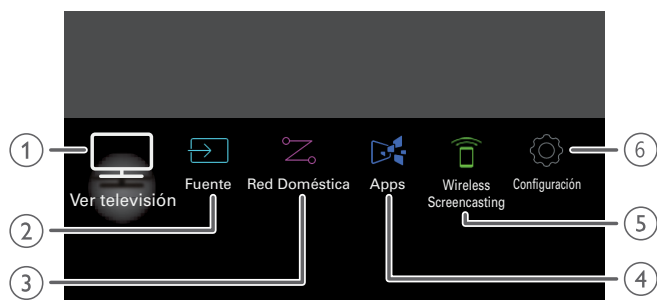 1
6
Ver televisión
Fuente
Red Doméstica
Apps
Wireless
Screencasting
Configuración
2
5
3
4